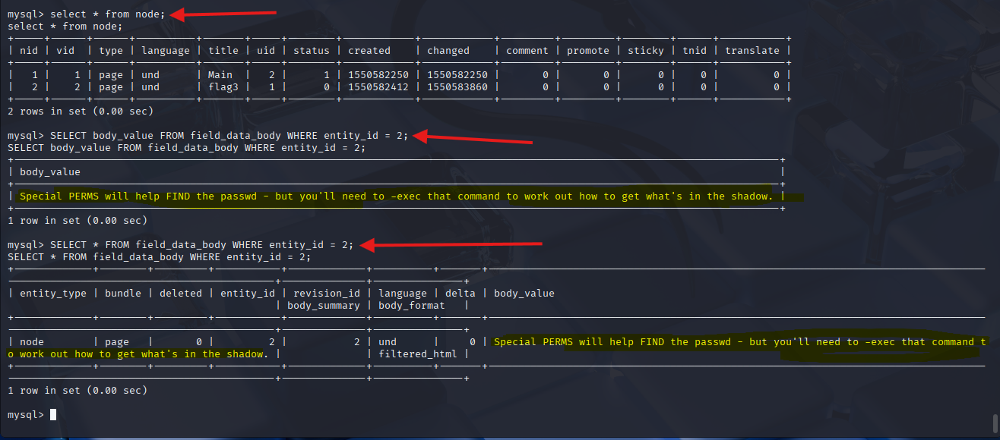 mysql> select * from node;
select * from node;
| nid | vid | type | language | title | uid | status | created | changed | comment | promote | sticky | tnid | translate |
| 1 | 1 | page | und | Main | 2 | 1 | 1550582250 | 1550582250 | 0 | 0 | 0 | 0 | 0 |
| 2 | 2 | page | und | flag3 | 1 | 0 | 1550582412 | 1550583860 | 0 | 0 | 0 | 0 | 0 |
2 rows in set (0.00 sec)
mysql> SELECT body_value FROM field_data_body WHERE entity_id = 2;
SELECT body_value FROM field_data_body WHERE entity_id = 2;
| body_value |
| Special PERMS will help FIND the passwd - but you'll need to -exec that command to work out how to get what's in the shadow. |
1 row in set (0.00 sec)
mysql> SELECT * FROM field_data_body WHERE entity_id = 2;
SELECT * FROM field_data_body WHERE entity_id = 2;
| entity_type | bundle | deleted | entity_id | revision_id | language | delta | body_value
| body_summary | body_format |
| node | page | 0 | 2 | 2 | und | 0 | Special PERMS will help FIND the passwd - but you'll need to -exec that command t
o work out how to get what's in the shadow. | | filtered_html |
1 row in set (0.00 sec)
mysql>